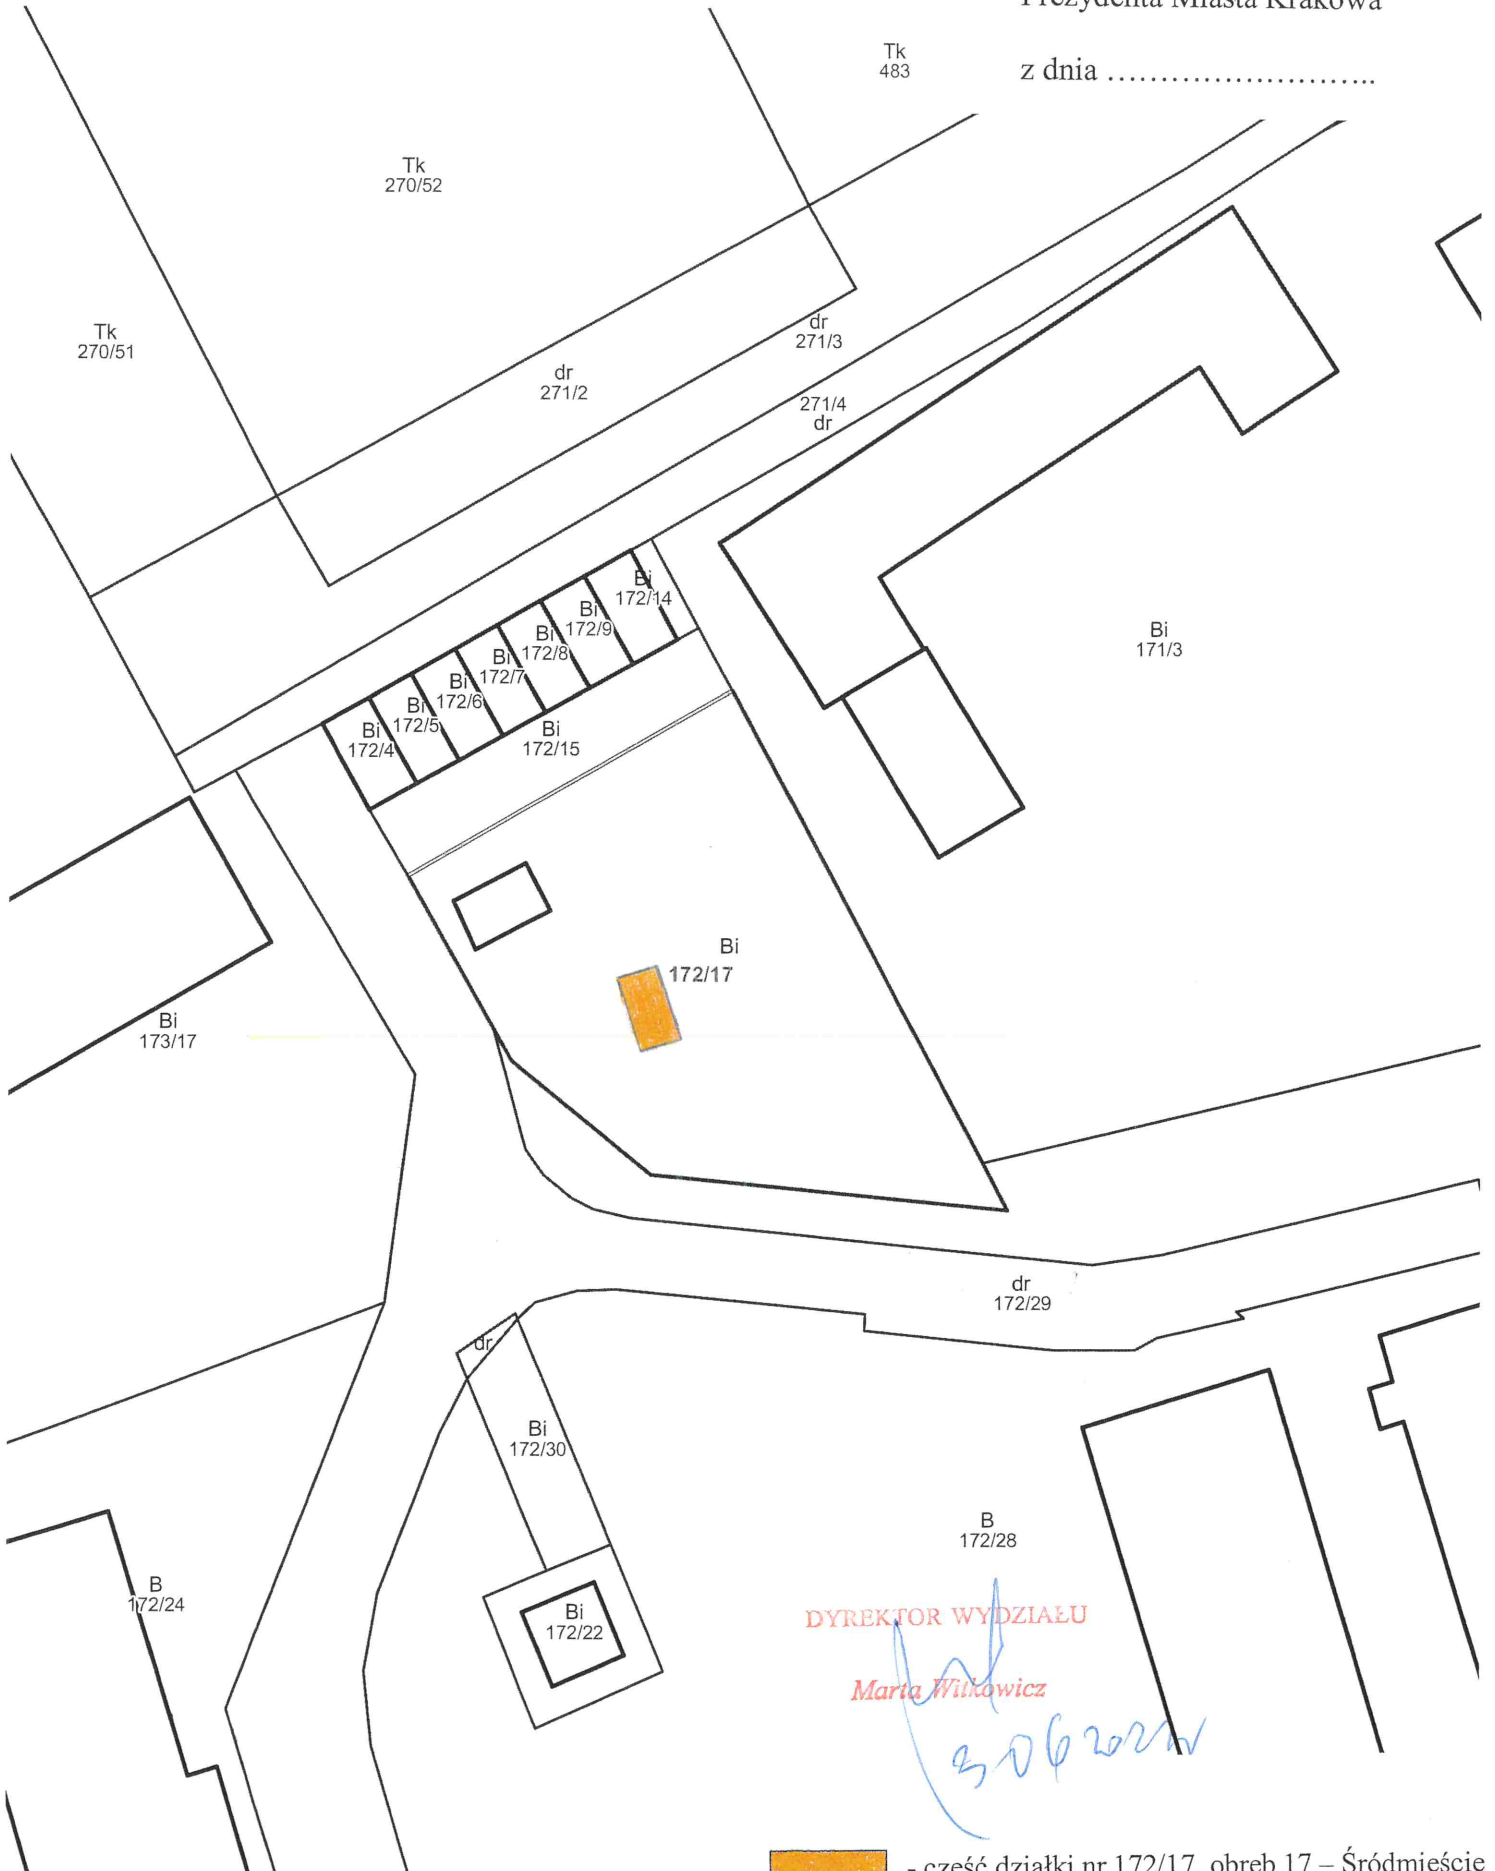 Prezydenta Miasta Krakowa
z dnia ……………………..
Tk
483
Tk
270/52
Tk
270/51
dr
271/3
dr
271/2
271/4
dr
Bi
172/14
Bi
172/9
Bi
172/8
Bi
172/7
Bi
172/6
Bi
172/5
Bi
172/4
Bi
172/15
Bi
171/3
Bi
172/17
Bi
173/17
dr
172/29
dr
Bi
172/30
B
172/28
B
172/24
Bi
172/22
DYREKTOR WYDZIAŁU
Marta Witkowicz
- część działki nr 172/17 obręb 17 – Śródmieście